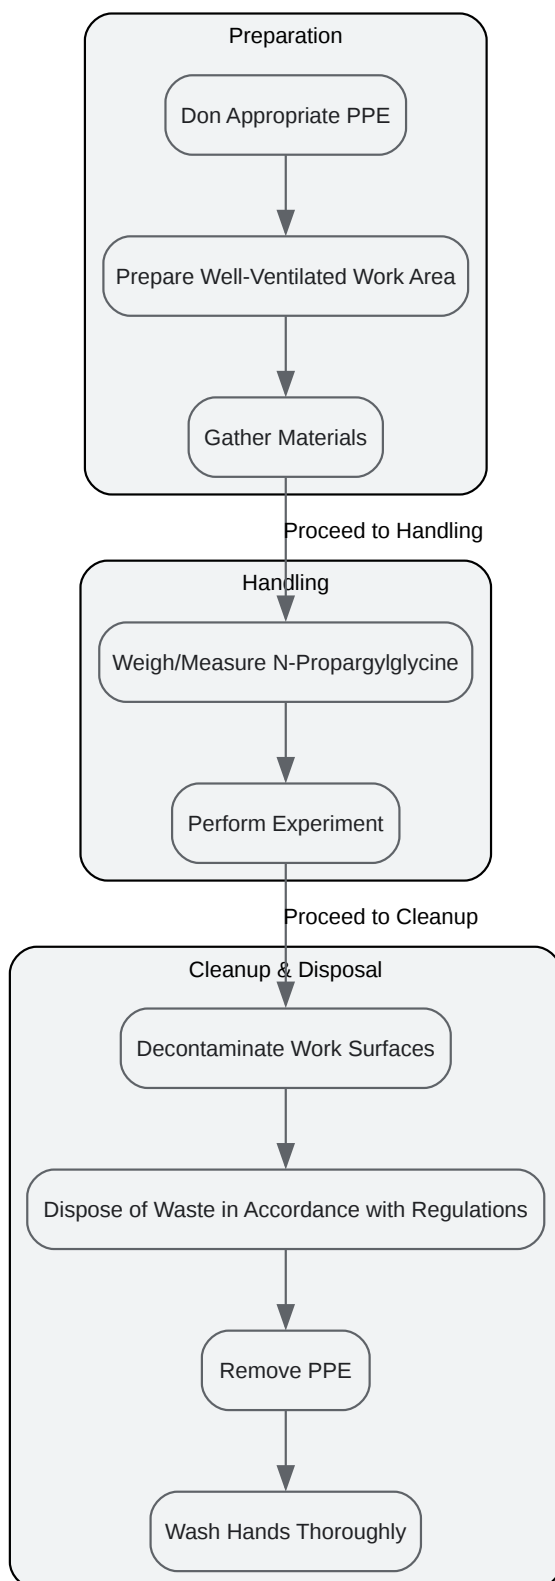 Preparation
Don Appropriate PPE
Prepare Well-Ventilated Work Area
Gather Materials
Proceed to Handling
Handling
Weigh/Measure N-Propargylglycine
Perform Experiment
Proceed to Cleanup
Cleanup & Disposal
Decontaminate Work Surfaces
Dispose of Waste in Accordance with Regulations
Remove PPE
Wash Hands Thoroughly